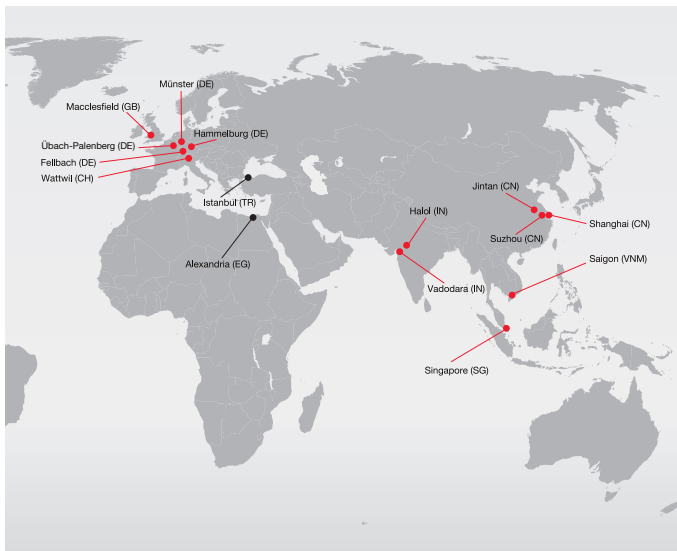 Münster (DE)
Macclesfield (GB)
Hammelburg (DE)
Übach-Palenberg (DE)
Fellbach (DE)
Wattwil (CH)
Istanbul (TR)
Alexandria (EG)
Jintan (CN)
Halol (IN)
Shanghai (CN)
Suzhou (CN)
Saigon (VNM)
Vadodara (IN)
Singapore (SG)